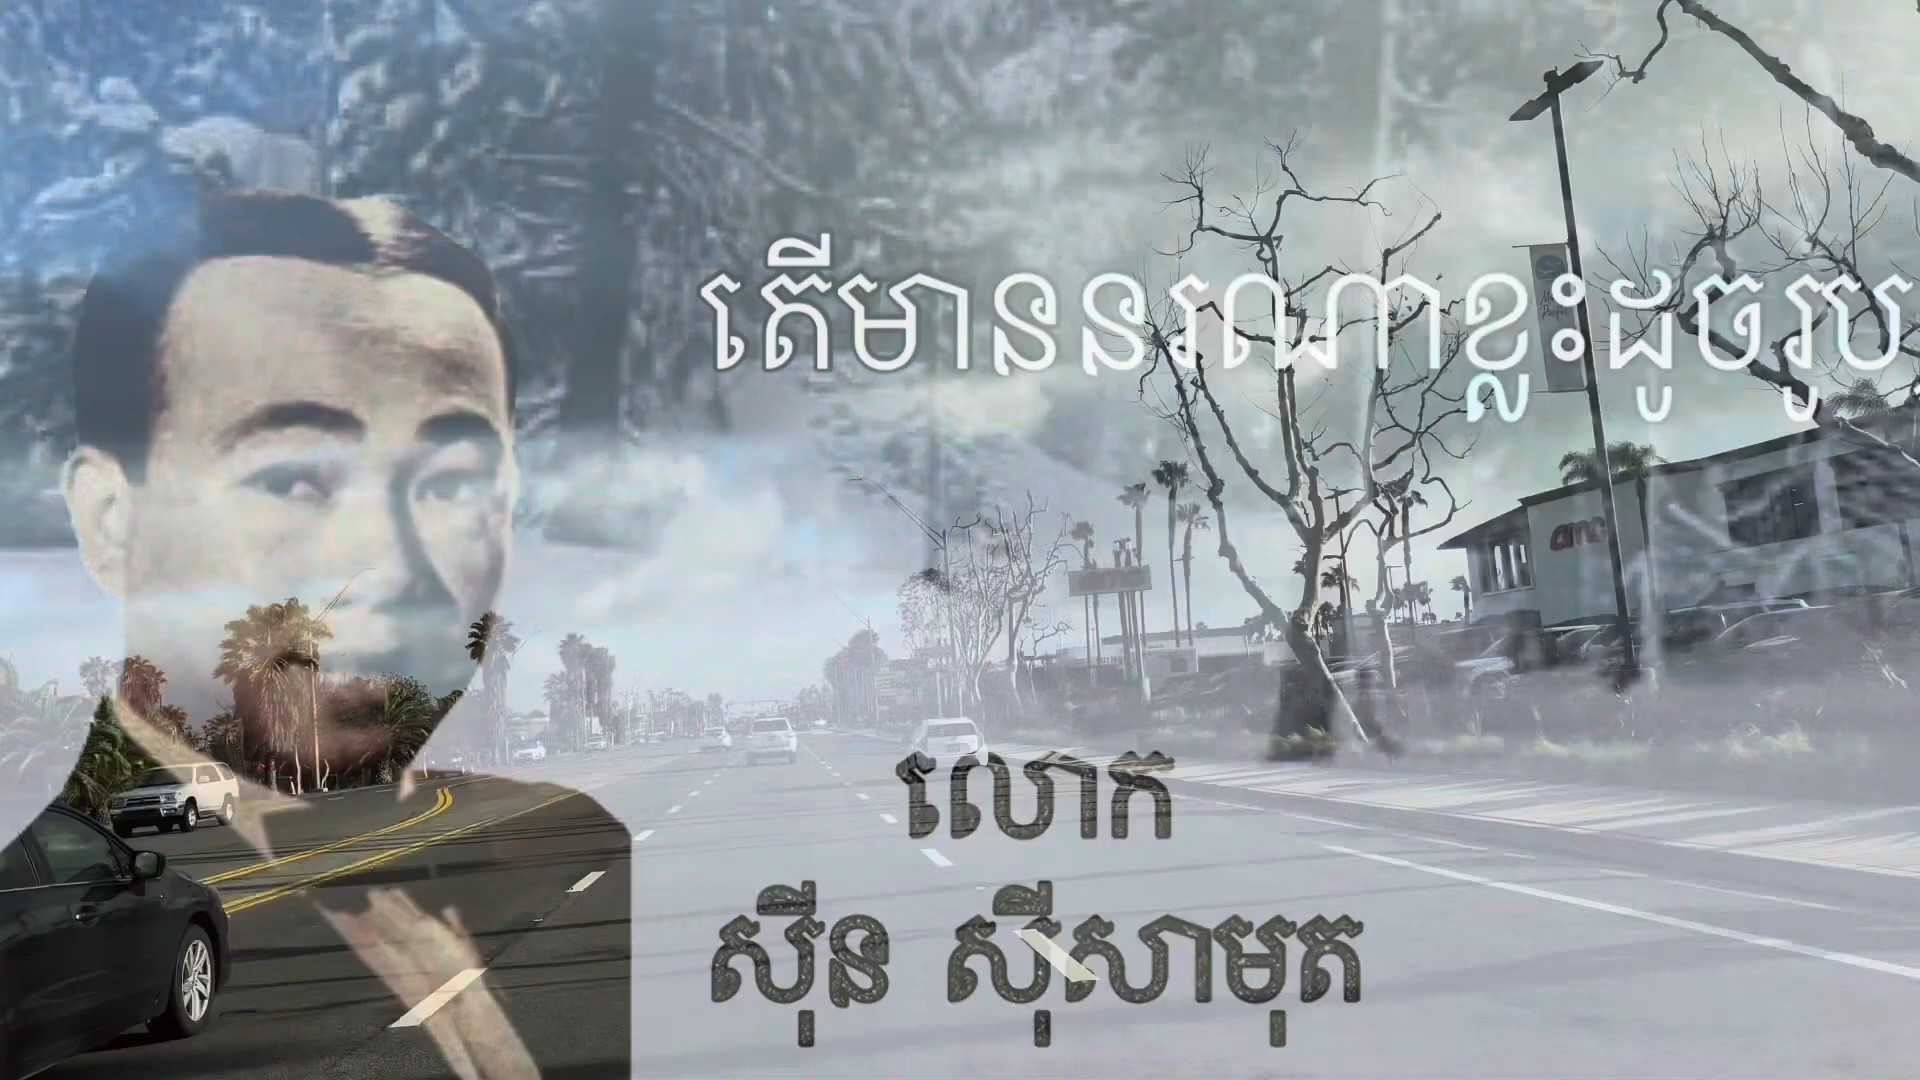 តើមាននរណាខ្លះដូចរូប
amc
លោក
ស៊ីន ស៊ីសាមុត